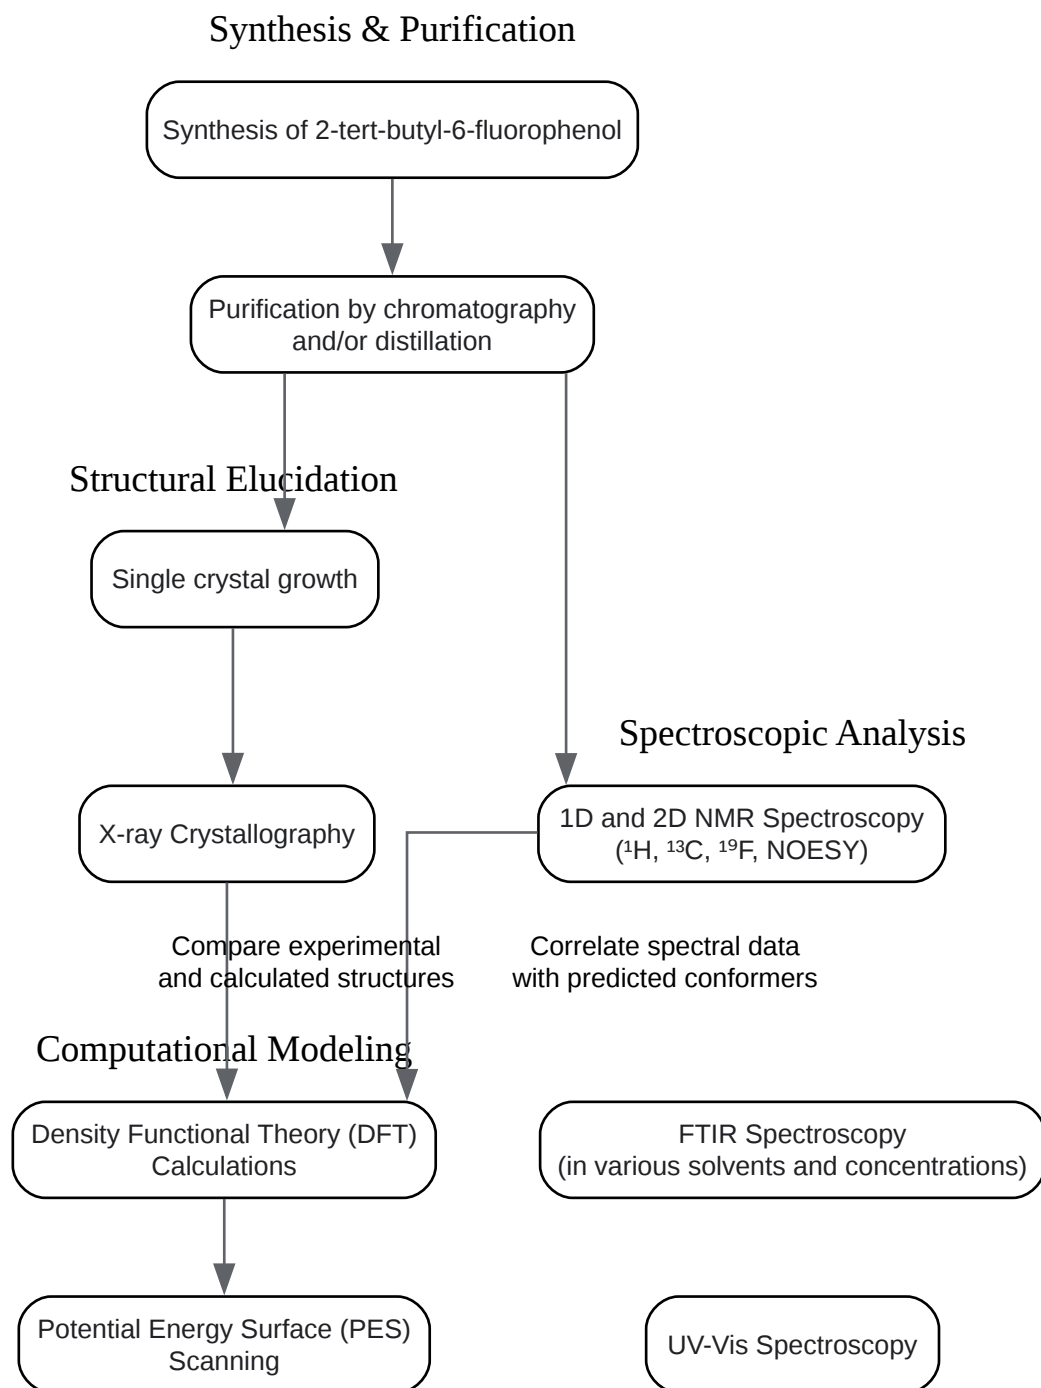 Synthesis & Purification
Synthesis of 2-tert-butyl-6-fluorophenol
Purification by chromatography
and/or distillation
Structural Elucidation
Single crystal growth
Spectroscopic Analysis
X-ray Crystallography
1D and 2D NMR Spectroscopy
(¹H, ¹³C, ¹⁹F, NOESY)
Compare experimental
and calculated structures
Correlate spectral data
with predicted conformers
Computational Modeling
Density Functional Theory (DFT)
Calculations
FTIR Spectroscopy
(in various solvents and concentrations)
Potential Energy Surface (PES)
Scanning
UV-Vis Spectroscopy